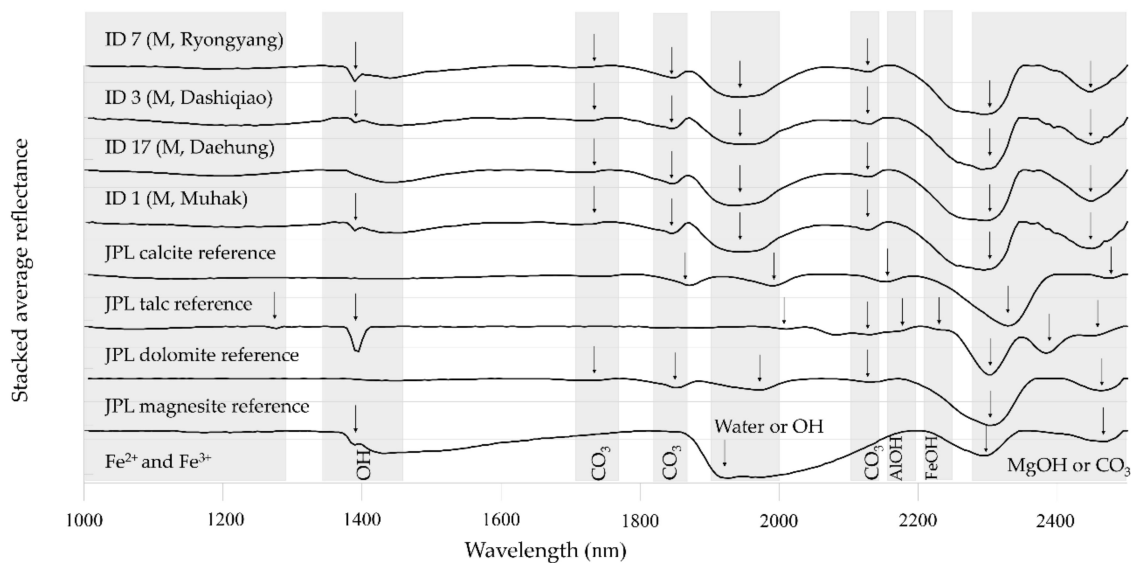 ID 7 (M, Ryongyang)
ID 3 (M, Dashiqiao)
ID 17 (M, Daehung)
ID 1 (M, Muhak)
JPL calcite reference
JPL talc reference
JPL dolomite reference
JPL magnesite reference
Water or OH
Fe²⁺ and Fe³⁺
OH
CO₃
CO₃
CO₃
AlOH
FeOH
MgOH or CO₃
Stacked average reflectance
1000 1200 1400 1600 1800 2000 2200 2400
Wavelength (nm)